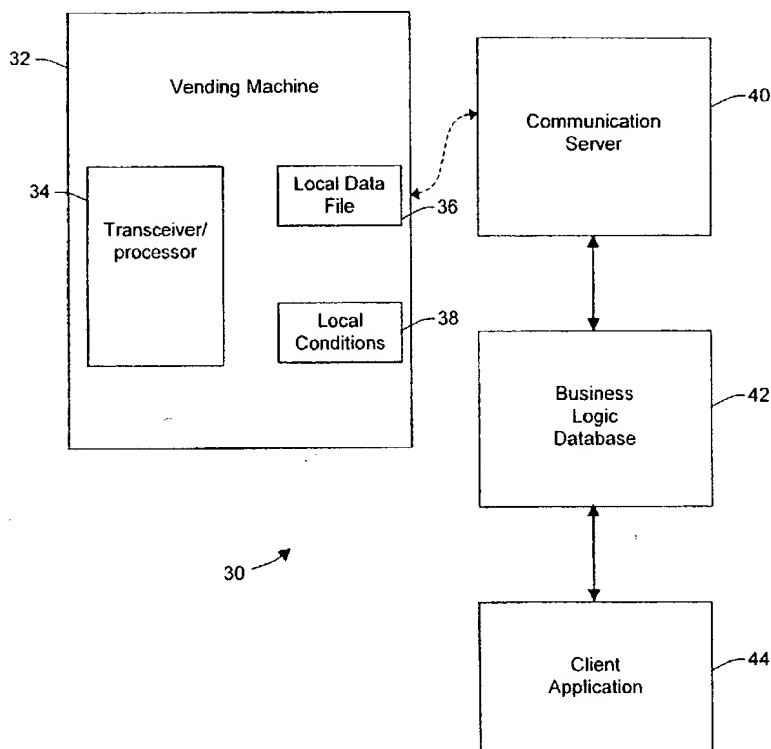 32
Vending Machine
34
Transceiver/
processor
Local Data
File
36
Local
Conditions
38
30
Communication
Server
40
Business
Logic
Database
42
Client
Application
44